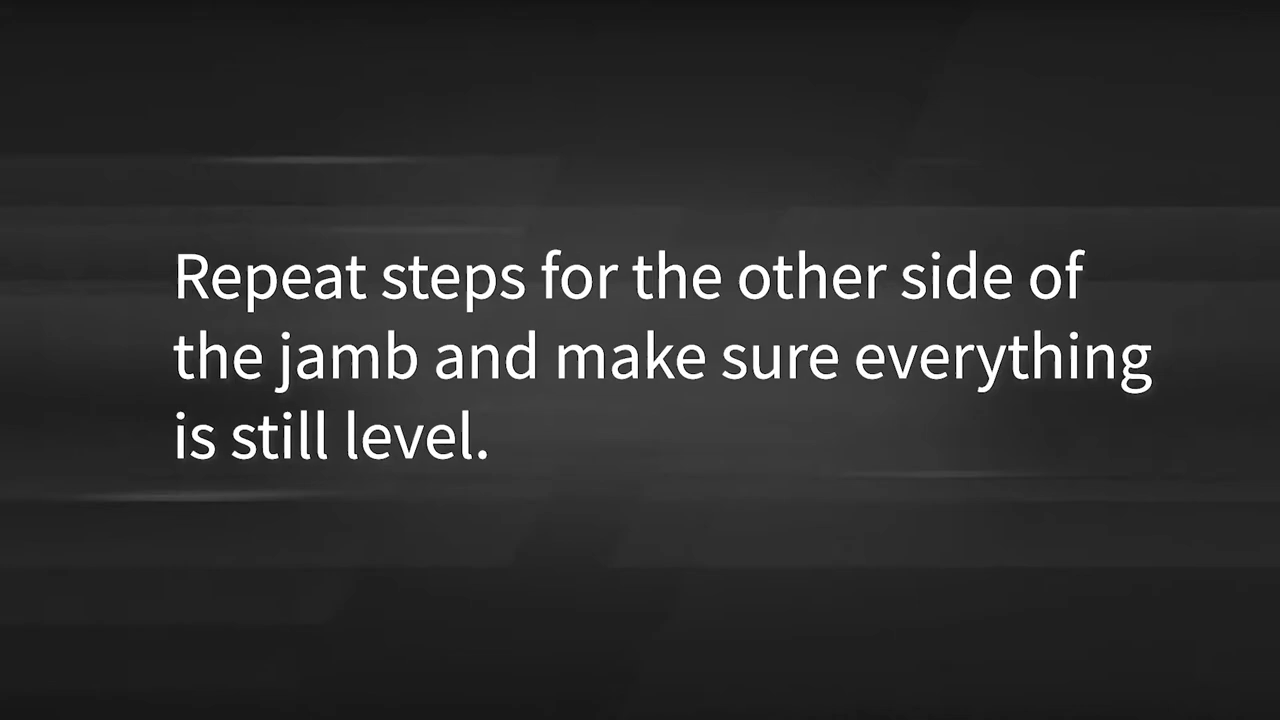 Repeat steps for the other side of
the jamb and make sure everything
is still level.